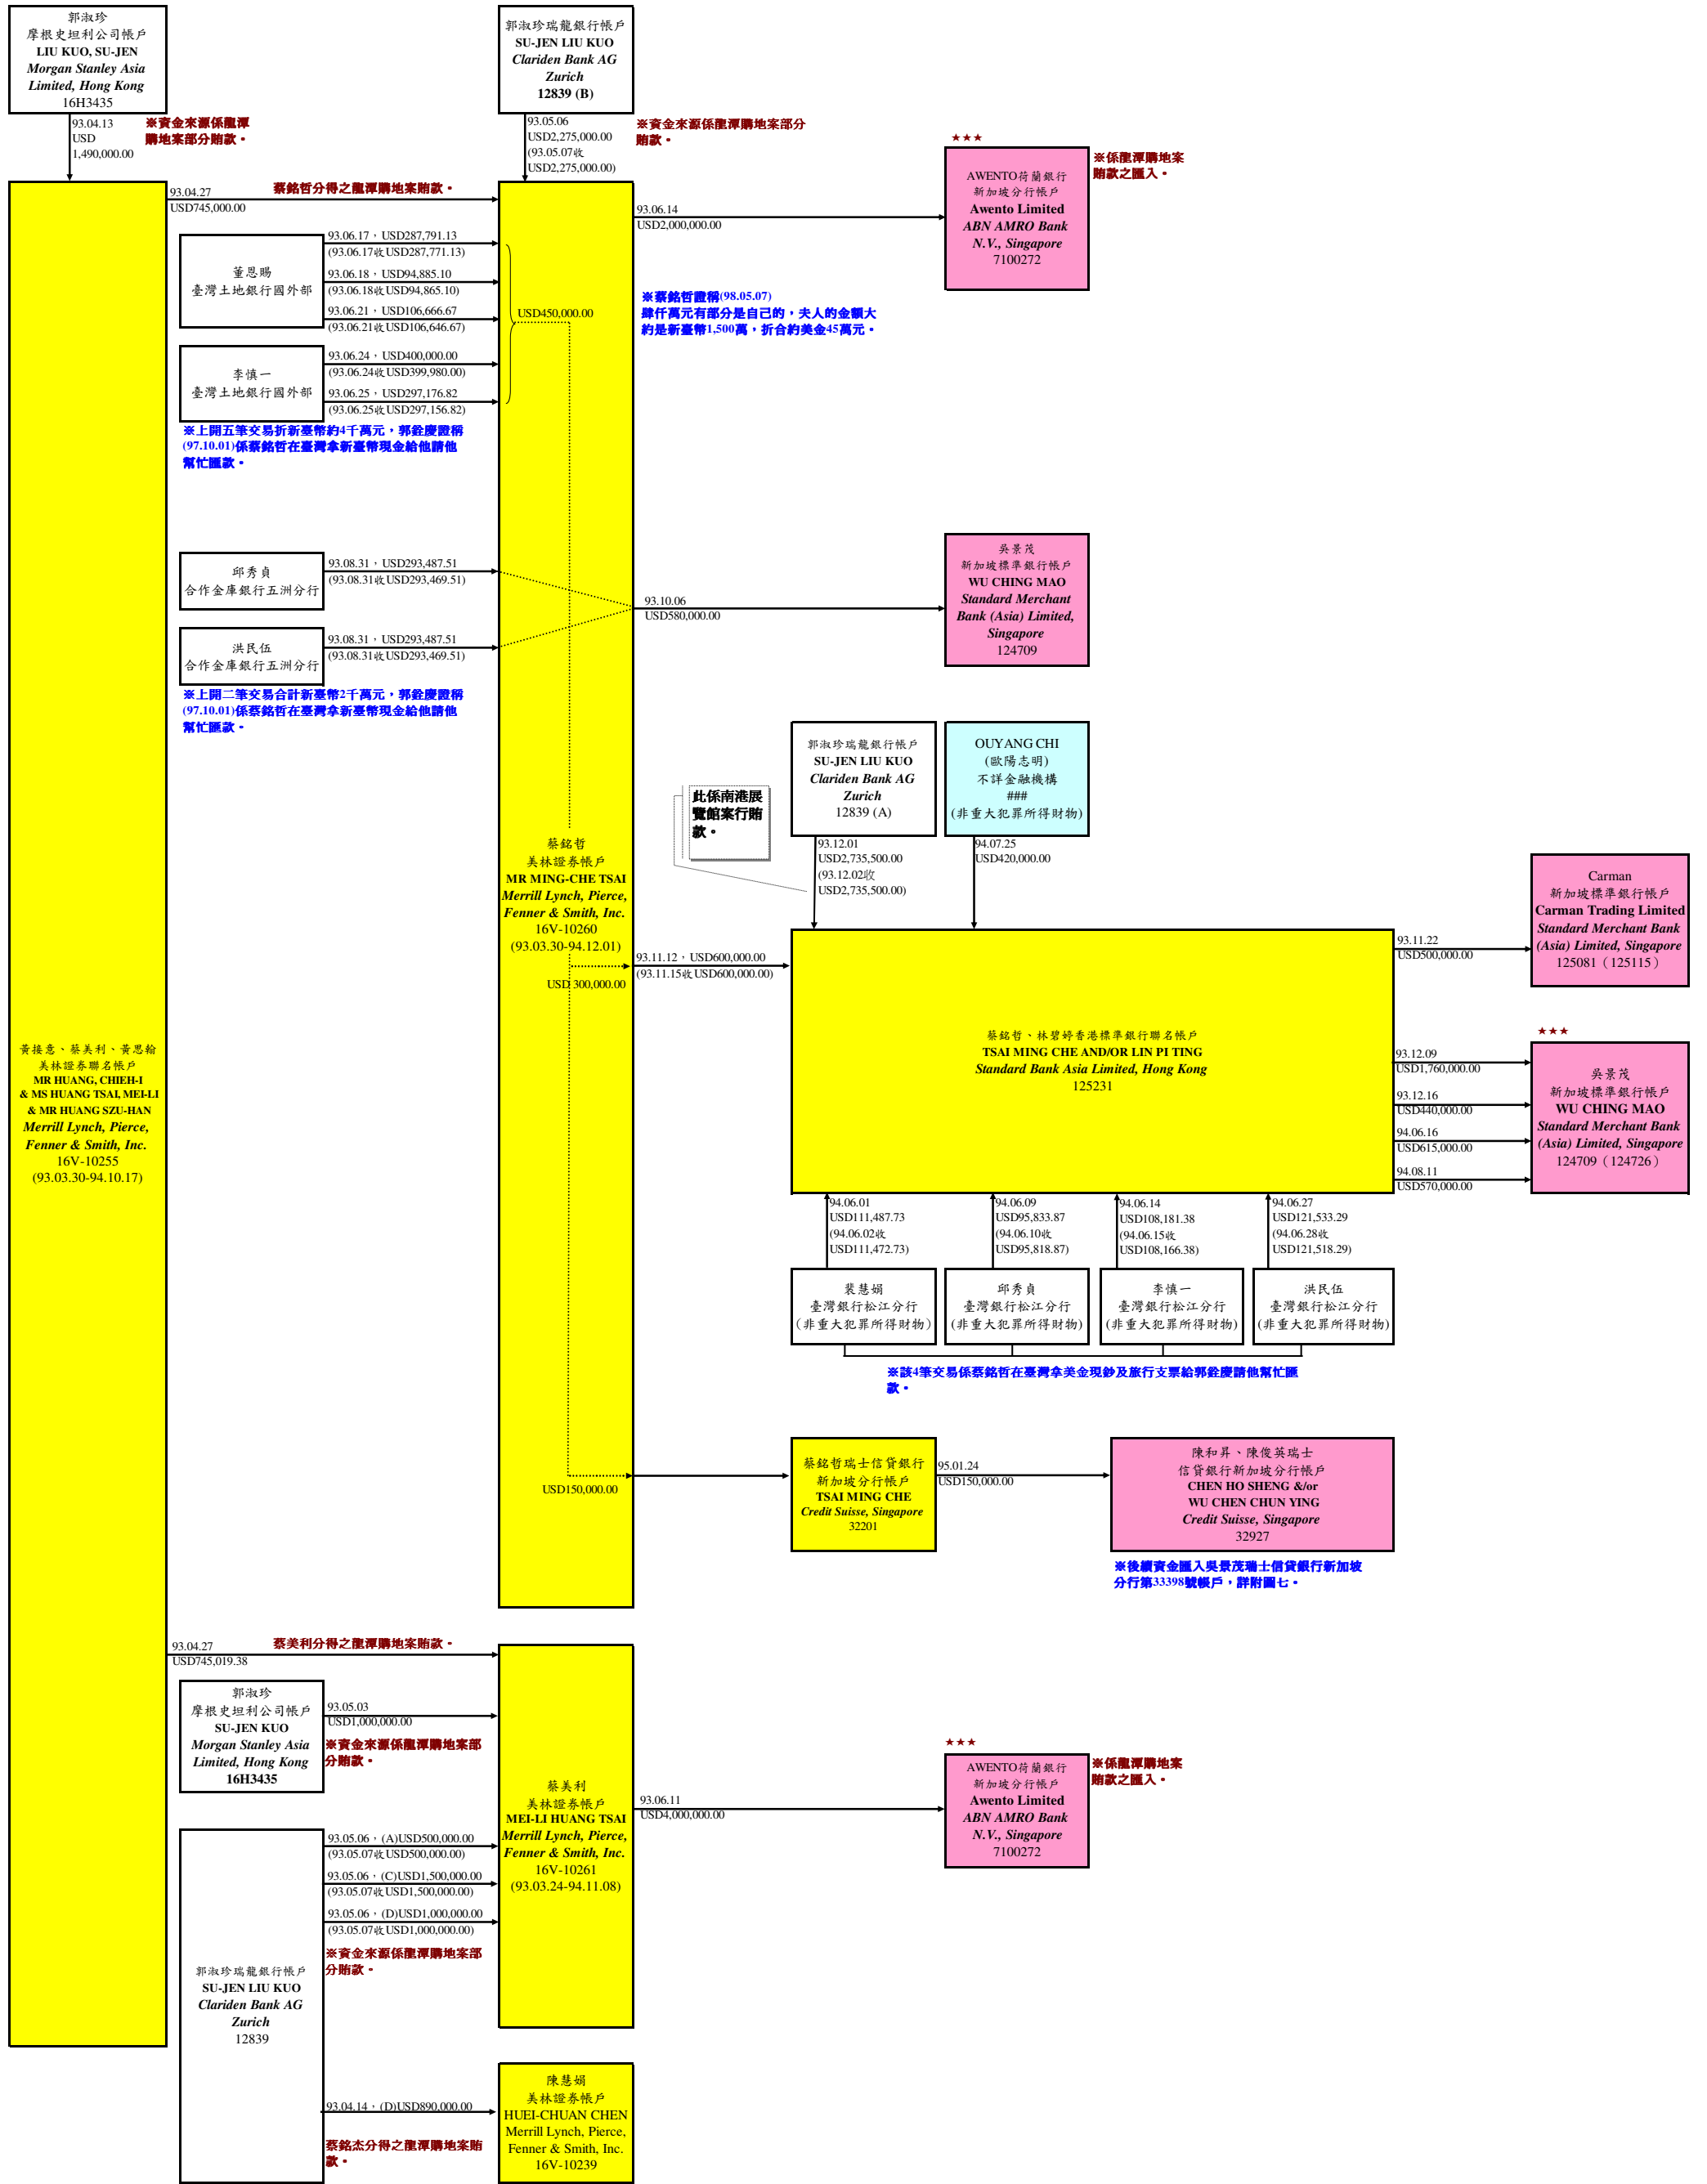 郭淑珍
摩根史坦利公司帳戶
LIU KUO, SU-JEN
Morgan Stanley Asia
Limited, Hong Kong
16H3435
93.04.13
USD
1,490,000.00
※資金來源係龍潭
購地案部分賄款。
郭淑珍瑞龍銀行帳戶
SU-JEN LIU KUO
Clariden Bank AG
Zurich
12839 (B)
93.05.06
USD2,275,000.00
(93.05.07收
USD2,275,000.00)
※資金來源係龍潭購地案部分
賄款。
★★★
AWENTO荷蘭銀行
新加坡分行帳戶
Awento Limited
ABN AMRO Bank
N.V., Singapore
7100272
※係龍潭購地案
賄款之匯入。
93.04.27
USD745,000.00
蔡銘哲分得之龍潭購地案賄款。
93.06.14
USD2,000,000.00
董恩賜
臺灣土地銀行國外部
93.06.17,USD287,791.13
(93.06.17收USD287,771.13)
93.06.18,USD94,885.10
(93.06.18收USD94,865.10)
93.06.21,USD106,666.67
(93.06.21收USD106,646.67)
USD450,000.00
※蔡銘哲證稱(98.05.07)
肆仟萬元有部分是自己的,夫人的金額大
約是新臺幣1,500萬,折合約美金45萬元。
李慎一
臺灣土地銀行國外部
93.06.24,USD400,000.00
(93.06.24收USD399,980.00)
93.06.25,USD297,176.82
(93.06.25收USD297,156.82)
※上開五筆交易折新臺幣約4千萬元,郭銓慶證稱
(97.10.01)係蔡銘哲在臺灣拿新臺幣現金給他請他
幫忙匯款。
邱秀貞
合作金庫銀行五洲分行
93.08.31,USD293,487.51
(93.08.31收USD293,469.51)
洪民伍
合作金庫銀行五洲分行
93.08.31,USD293,487.51
(93.08.31收USD293,469.51)
※上開二筆交易合計新臺幣2千萬元,郭銓慶證稱
(97.10.01)係蔡銘哲在臺灣拿新臺幣現金給他請他
幫忙匯款。
93.10.06
USD580,000.00
吳景茂
新加坡標準銀行帳戶
WU CHING MAO
Standard Merchant
Bank (Asia) Limited,
Singapore
124709
此係南港展
覽館案行賄
款。
郭淑珍瑞龍銀行帳戶
SU-JEN LIU KUO
Clariden Bank AG
Zurich
12839 (A)
93.12.01
USD2,735,500.00
(93.12.02收
USD2,735,500.00)
OUYANG CHI
(歐陽志明)
不詳金融機構
###
(非重大犯罪所得財物)
94.07.25
USD420,000.00
蔡銘哲
美林證券帳戶
MR MING-CHE TSAI
Merrill Lynch, Pierce,
Fenner & Smith, Inc.
16V-10260
(93.03.30-94.12.01)
USD 300,000.00
93.11.12,USD600,000.00
(93.11.15收USD600,000.00)
蔡銘哲、林碧婷香港標準銀行聯名帳戶
TSAI MING CHE AND/OR LIN PI TING
Standard Bank Asia Limited, Hong Kong
125231
93.11.22
USD500,000.00
Carman
新加坡標準銀行帳戶
Carman Trading Limited
Standard Merchant Bank
(Asia) Limited, Singapore
125081(125115)
93.12.09
USD1,760,000.00
93.12.16
USD440,000.00
94.06.16
USD615,000.00
94.08.11
USD570,000.00
★★★
吳景茂
新加坡標準銀行帳戶
WU CHING MAO
Standard Merchant Bank
(Asia) Limited, Singapore
124709(124726)
黃接意、蔡美利、黃思翰
美林證券聯名帳戶
MR HUANG, CHIEH-I
& MS HUANG TSAI, MEI-LI
& MR HUANG SZU-HAN
Merrill Lynch, Pierce,
Fenner & Smith, Inc.
16V-10255
(93.03.30-94.10.17)
94.06.01
USD111,487.73
(94.06.02收
USD111,472.73)
94.06.09
USD95,833.87
(94.06.10收
USD95,818.87)
94.06.14
USD108,181.38
(94.06.15收
USD108,166.38)
94.06.27
USD121,533.29
(94.06.28收
USD121,518.29)
裴慧娟
臺灣銀行松江分行
(非重大犯罪所得財物)
邱秀貞
臺灣銀行松江分行
(非重大犯罪所得財物)
李慎一
臺灣銀行松江分行
(非重大犯罪所得財物)
洪民伍
臺灣銀行松江分行
(非重大犯罪所得財物)
※該4筆交易係蔡銘哲在臺灣拿美金現鈔及旅行支票給郭銓慶請他幫忙匯
款。
USD150,000.00
蔡銘哲瑞士信貸銀行
新加坡分行帳戶
TSAI MING CHE
Credit Suisse, Singapore
32201
95.01.24
USD150,000.00
陳和昇、陳俊英瑞士
信貸銀行新加坡分行帳戶
CHEN HO SHENG &/or
WU CHEN CHUN YING
Credit Suisse, Singapore
32927
※後續資金匯入吳景茂瑞士信貸銀行新加坡
分行第33398號帳戶,詳附圖七。
93.04.27
USD745,019.38
蔡美利分得之龍潭購地案賄款。
郭淑珍
摩根史坦利公司帳戶
SU-JEN KUO
Morgan Stanley Asia
Limited, Hong Kong
16H3435
93.05.03
USD1,000,000.00
※資金來源係龍潭購地案部
分賄款。
蔡美利
美林證券帳戶
MEI-LI HUANG TSAI
Merrill Lynch, Pierce,
Fenner & Smith, Inc.
16V-10261
(93.03.24-94.11.08)
93.06.11
USD4,000,000.00
★★★
AWENTO荷蘭銀行
新加坡分行帳戶
Awento Limited
ABN AMRO Bank
N.V., Singapore
7100272
※係龍潭購地案
賄款之匯入。
93.05.06,(A)USD500,000.00
(93.05.07收USD500,000.00)
93.05.06,(C)USD1,500,000.00
(93.05.07收USD1,500,000.00)
93.05.06,(D)USD1,000,000.00
(93.05.07收USD1,000,000.00)
※資金來源係龍潭購地案部
分賄款。
郭淑珍瑞龍銀行帳戶
SU-JEN LIU KUO
Clariden Bank AG
Zurich
12839
93.04.14,(D)USD890,000.00
蔡銘杰分得之龍潭購地案賄
款。
陳慧娟
美林證券帳戶
HUEI-CHUAN CHEN
Merrill Lynch, Pierce,
Fenner & Smith, Inc.
16V-10239